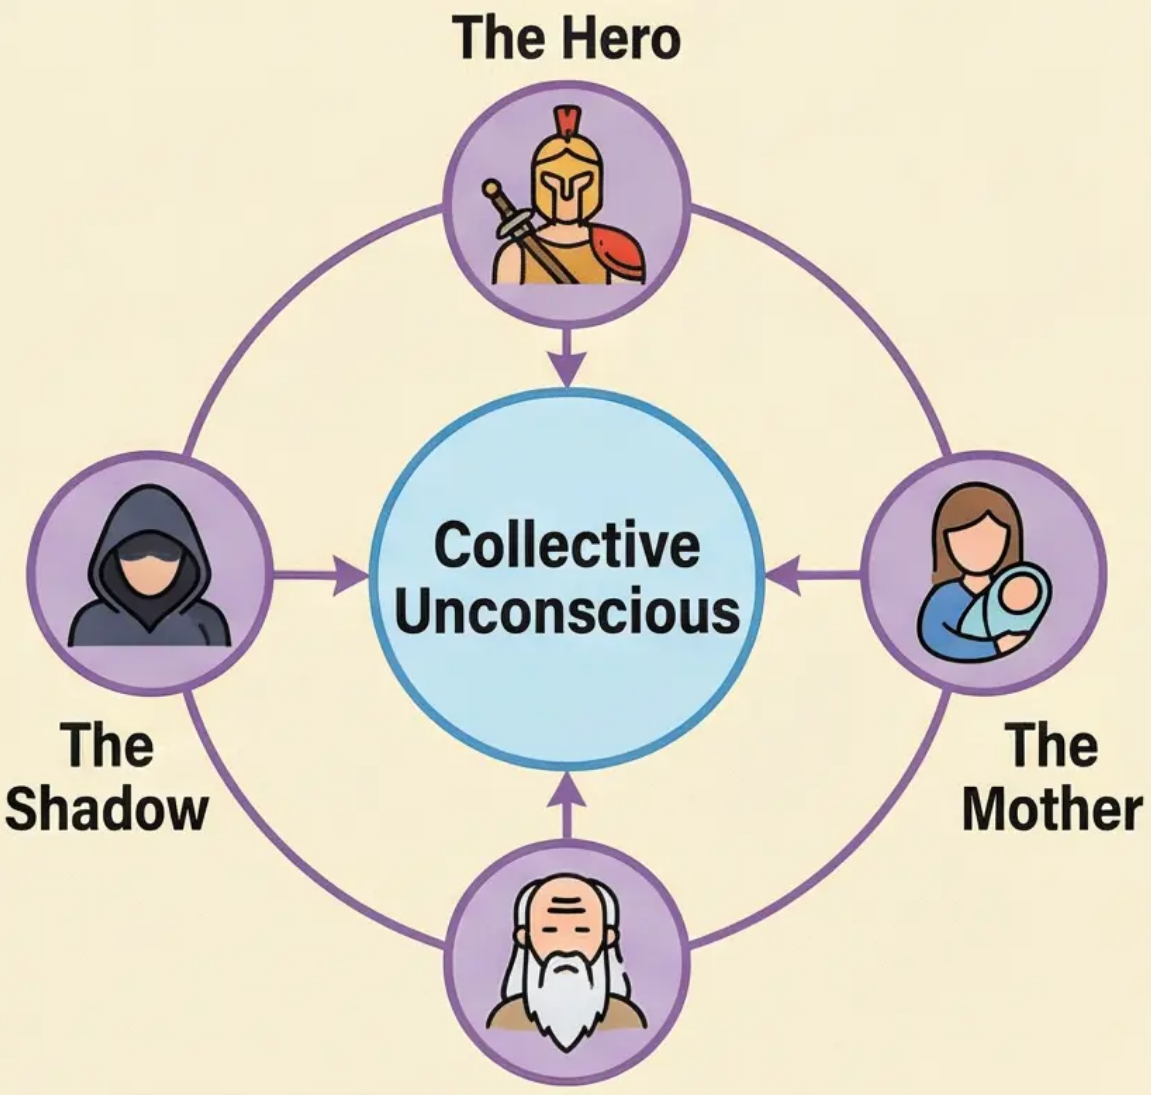 The Hero
Collective
Unconscious
The
Shadow
The
Mother